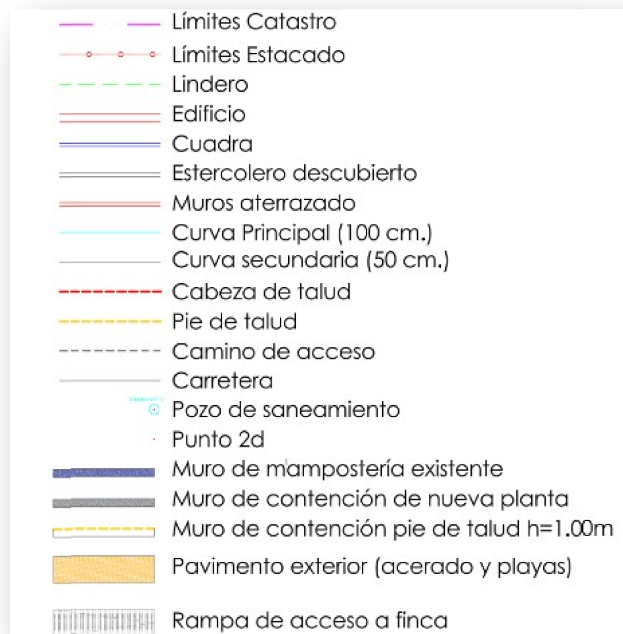 Límites Catastro
Límites Estacado
Lindero
Edificio
Cuadra
Estercolero descubierto
Muros aterrazado
Curva Principal (100 cm.)
Curva secundaria (50 cm.)
Cabeza de talud
Pie de talud
Camino de acceso
Carretera
Pozo de saneamiento
Punto 2d
Muro de mampostería existente
Muro de contención de nueva planta
Muro de contención pie de talud h=1.00m
Pavimento exterior (acerado y playas)
Rampa de acceso a finca